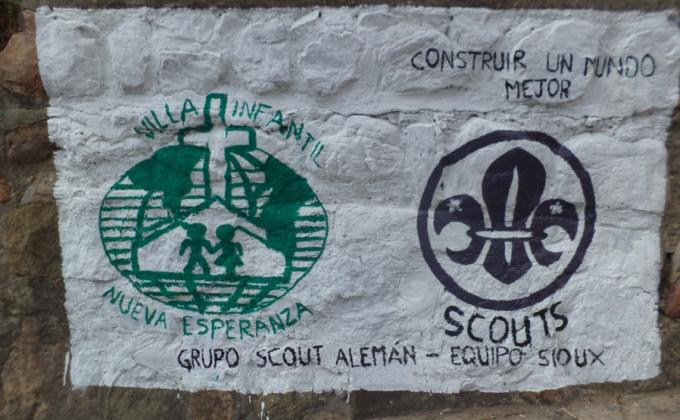 CONSTRUIR UN MUNDO
MEJOR
VILLA INFANTIL
NUEVA ESPERANZA
SCOUTS
GRUPO SCOUT ALEMÁN - EQUIPO SIOUX